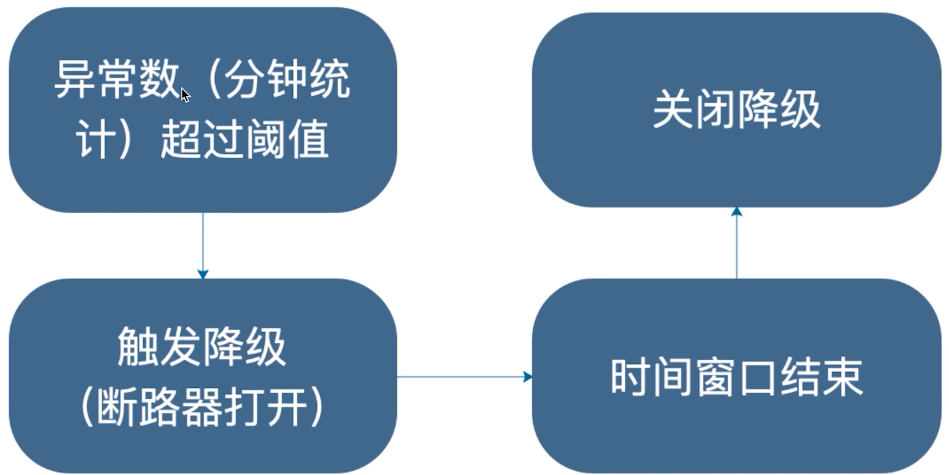 异常数（分钟统
计）超过阈值
触发降级
（断路器打开）
时间窗口结束
关闭降级